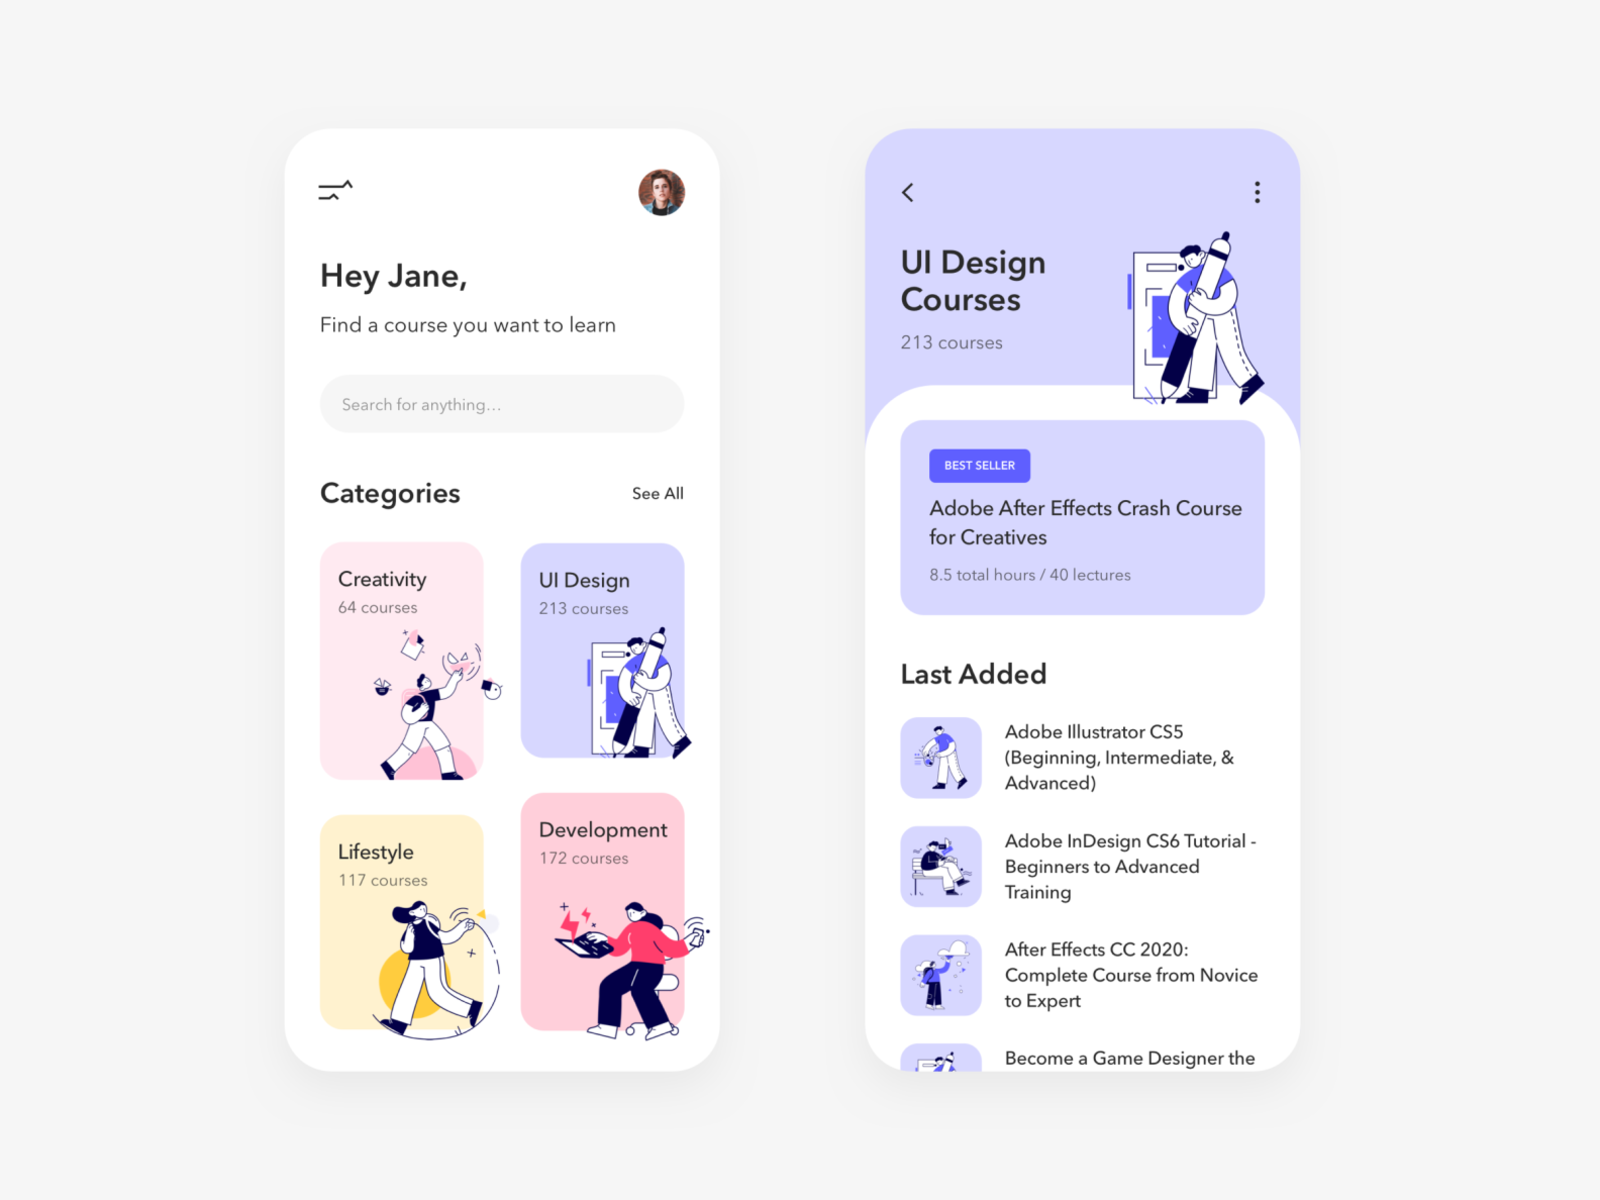 Hey Jane,
Find a course you want to learn
Search for anything...
Categories
See All
Creativity
64 courses
UI Design
213 courses
Lifestyle
117 courses
Development
172 courses
UI Design
Courses
213 courses
BEST SELLER
Adobe After Effects Crash Course
for Creatives
8.5 total hours / 40 lectures
Last Added
Adobe Illustrator CS5
(Beginning, Intermediate, &
Advanced)
Adobe InDesign CS6 Tutorial -
Beginners to Advanced
Training
After Effects CC 2020:
Complete Course from Novice
to Expert
Become a Game Designer the